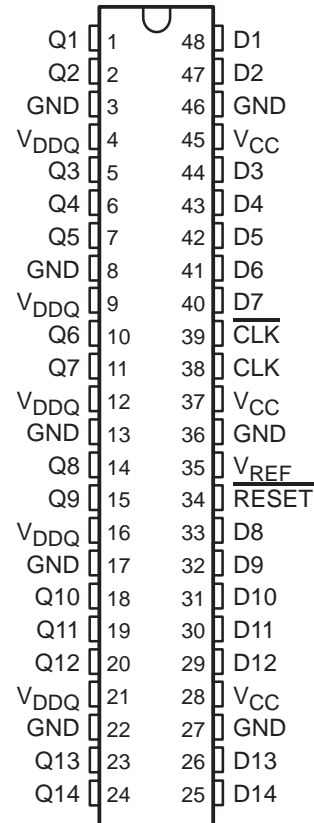 Q1 1 48 D1
Q2 2 47 D2
GND 3 46 GND
VDDQ 4 45 VCC
Q3 5 44 D3
Q4 6 43 D4
Q5 7 42 D5
GND 8 41 D6
VDDQ 9 40 D7
Q6 10 39 CLK
Q7 11 38 CLK
VDDQ 12 37 VCC
GND 13 36 GND
Q8 14 35 VREF
Q9 15 34 RESET
VDDQ 16 33 D8
GND 17 32 D9
Q10 18 31 D10
Q11 19 30 D11
Q12 20 29 D12
VDDQ 21 28 VCC
GND 22 27 GND
Q13 23 26 D13
Q14 24 25 D14